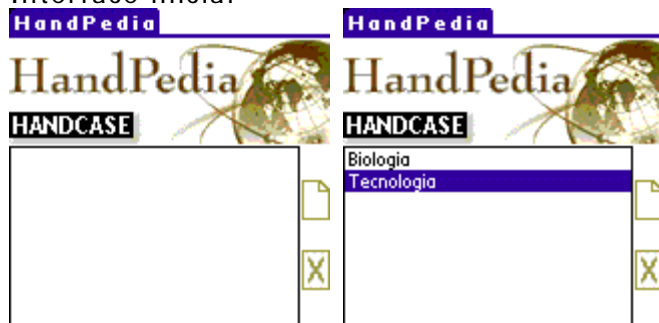 Interface Inicial
HandPedia
HandPedia
HANDCASE
HandPedia
HandPedia
HANDCASE
Biologia
Tecnologia